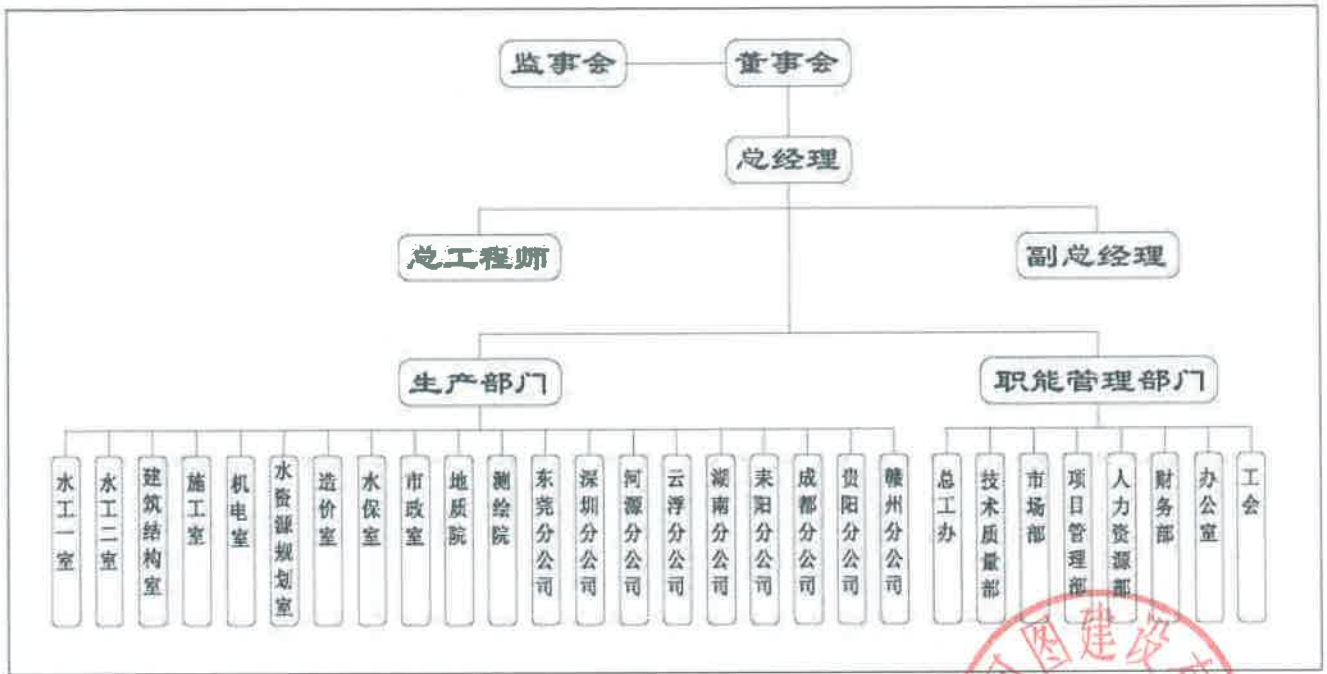 监事会
董事会
总经理
总工程师
副总经理
生产部门
职能管理部门
水工一室
水工二室
建筑结构室
施工室
机电室
水资源规划室
造价室
水保室
市政室
地质院
测绘院
东莞分公司
深圳分公司
河源分公司
云浮分公司
湖南分公司
耒阳分公司
成都分公司
贵阳分公司
赣州分公司
总工办
技术质量部
市场部
项目管理部
人力资源部
财务部
办公室
工会
图建设